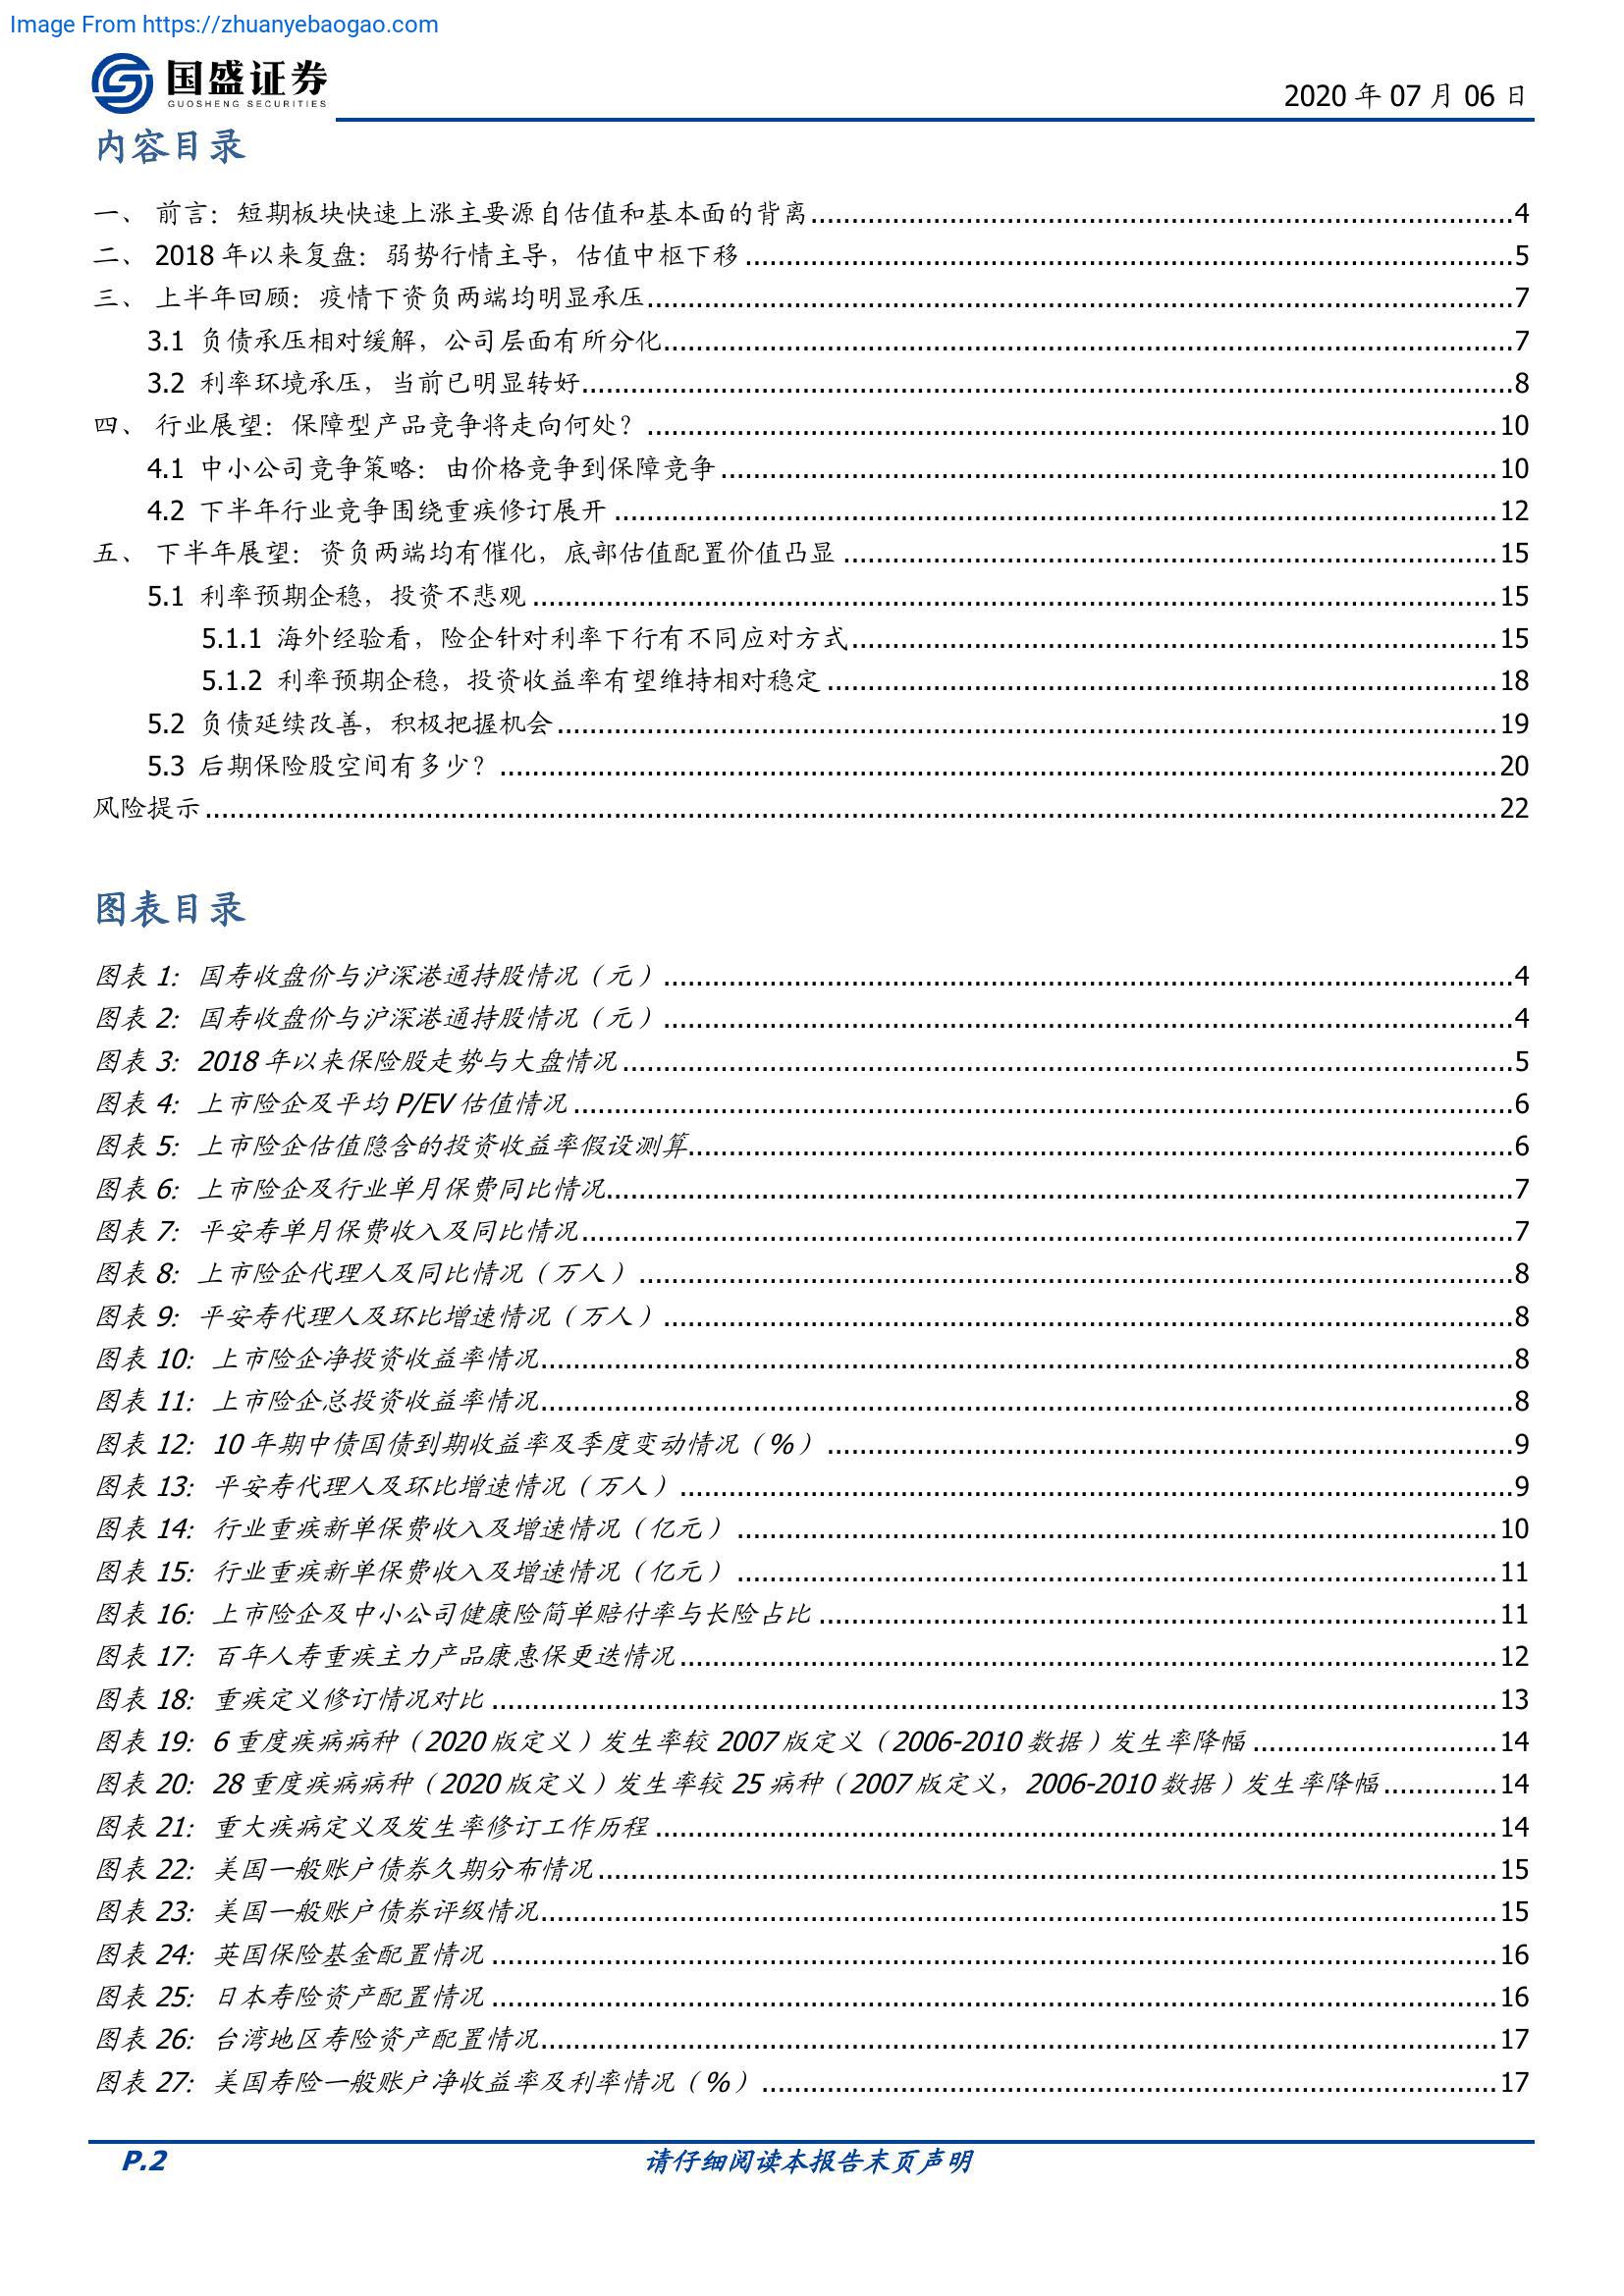 Image From https://zhuanyebaogao.com
国盛证券
GUOSHENG SECURITIES
2020 年 07 月 06 日
内容目录
一、 前言：短期板块快速上涨主要源自估值和基本面的背离........4
二、 2018 年以来复盘：弱势行情主导，估值中枢下移........5
三、 上半年回顾：疫情下资负两端均明显承压........7
3.1 负债承压相对缓解，公司层面有所分化........7
3.2 利率环境承压，当前已明显转好........8
四、 行业展望：保障型产品竞争将走向何处？........10
4.1 中小公司竞争策略：由价格竞争到保障竞争........10
4.2 下半年行业竞争围绕重疾修订展开........12
五、 下半年展望：资负两端均有催化，底部估值配置价值凸显........15
5.1 利率预期企稳，投资不悲观........15
5.1.1 海外经验看，险企针对利率下行有不同应对方式........15
5.1.2 利率预期企稳，投资收益率有望维持相对稳定........18
5.2 负债延续改善，积极把握机会........19
5.3 后期保险股空间有多少？........20
风险提示........22
图表目录
图表 1：国寿收盘价与沪深港通持股情况（元）........4
图表 2：国寿收盘价与沪深港通持股情况（元）........4
图表 3：2018 年以来保险股走势与大盘情况........5
图表 4：上市险企及平均 P/EV 估值情况........6
图表 5：上市险企估值隐含的投资收益率假设测算........6
图表 6：上市险企及行业单月保费同比情况........7
图表 7：平安寿单月保费收入及同比情况........7
图表 8：上市险企代理人及同比情况（万人）........8
图表 9：平安寿代理人及环比增速情况（万人）........8
图表 10：上市险企净投资收益率情况........8
图表 11：上市险企总投资收益率情况........8
图表 12：10 年期中债国债到期收益率及季度变动情况（%）........9
图表 13：平安寿代理人及环比增速情况（万人）........9
图表 14：行业重疾新单保费收入及增速情况（亿元）........10
图表 15：行业重疾新单保费收入及增速情况（亿元）........11
图表 16：上市险企及中小公司健康险简单赔付率与长险占比........11
图表 17：百年人寿重疾主力产品康惠保更迭情况........12
图表 18：重疾定义修订情况对比........13
图表 19：6 重度疾病病种（2020 版定义）发生率较 2007 版定义（2006-2010 数据）发生率降幅........14
图表 20：28 重度疾病病种（2020 版定义）发生率较 25 病种（2007 版定义，2006-2010 数据）发生率降幅........14
图表 21：重大疾病定义及发生率修订工作历程........14
图表 22：美国一般账户债券久期分布情况........15
图表 23：美国一般账户债券评级情况........15
图表 24：英国保险基金配置情况........16
图表 25：日本寿险资产配置情况........16
图表 26：台湾地区寿险资产配置情况........17
图表 27：美国寿险一般账户净收益率及利率情况（%）........17
P.2
请仔细阅读本报告末页声明